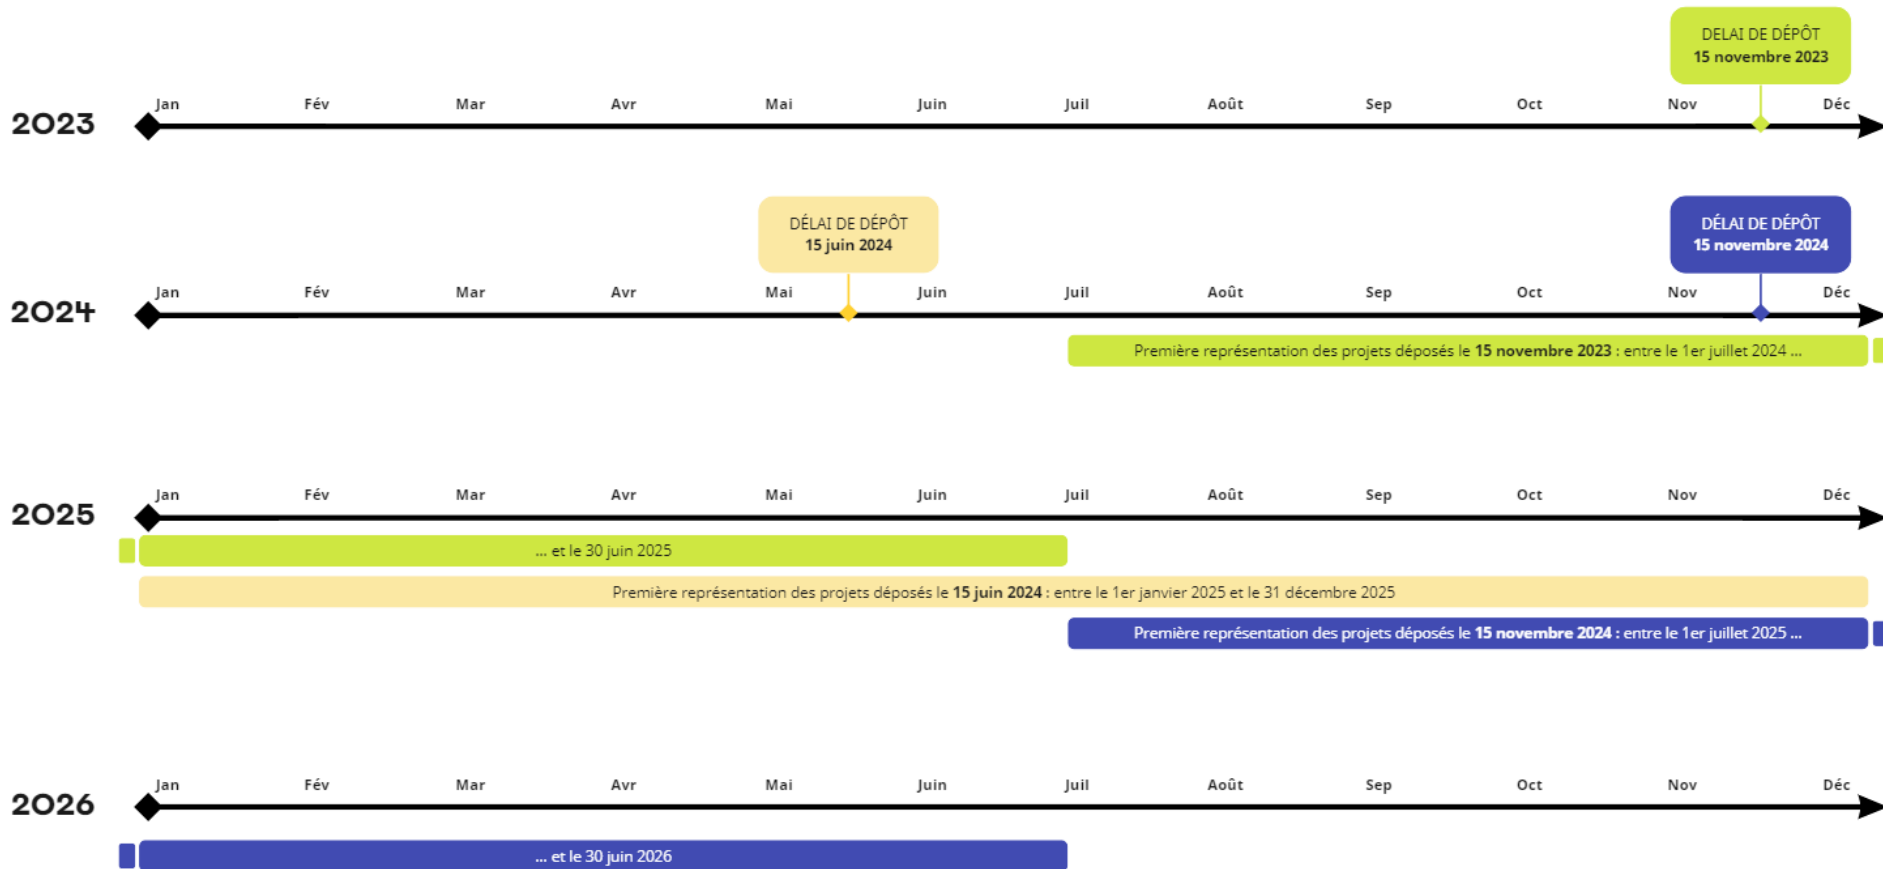 DELAI DE DÉPÔT
15 novembre 2023
Jan Fév Mar Avr Mai Juin Juil Août Sep Oct Nov Déc
2023
DÉLAI DE DÉPÔT
15 juin 2024
DÉLAI DE DÉPÔT
15 novembre 2024
Jan Fév Mar Avr Mai Juin Juil Août Sep Oct Nov Déc
2024
Première représentation des projets déposés le 15 novembre 2023 : entre le 1er juillet 2024 ...
Jan Fév Mar Avr Mai Juin Juil Août Sep Oct Nov Déc
2025
... et le 30 juin 2025
Première représentation des projets déposés le 15 juin 2024 : entre le 1er janvier 2025 et le 31 décembre 2025
Première représentation des projets déposés le 15 novembre 2024 : entre le 1er juillet 2025 ...
Jan Fév Mar Avr Mai Juin Juil Août Sep Oct Nov Déc
2026
... et le 30 juin 2026